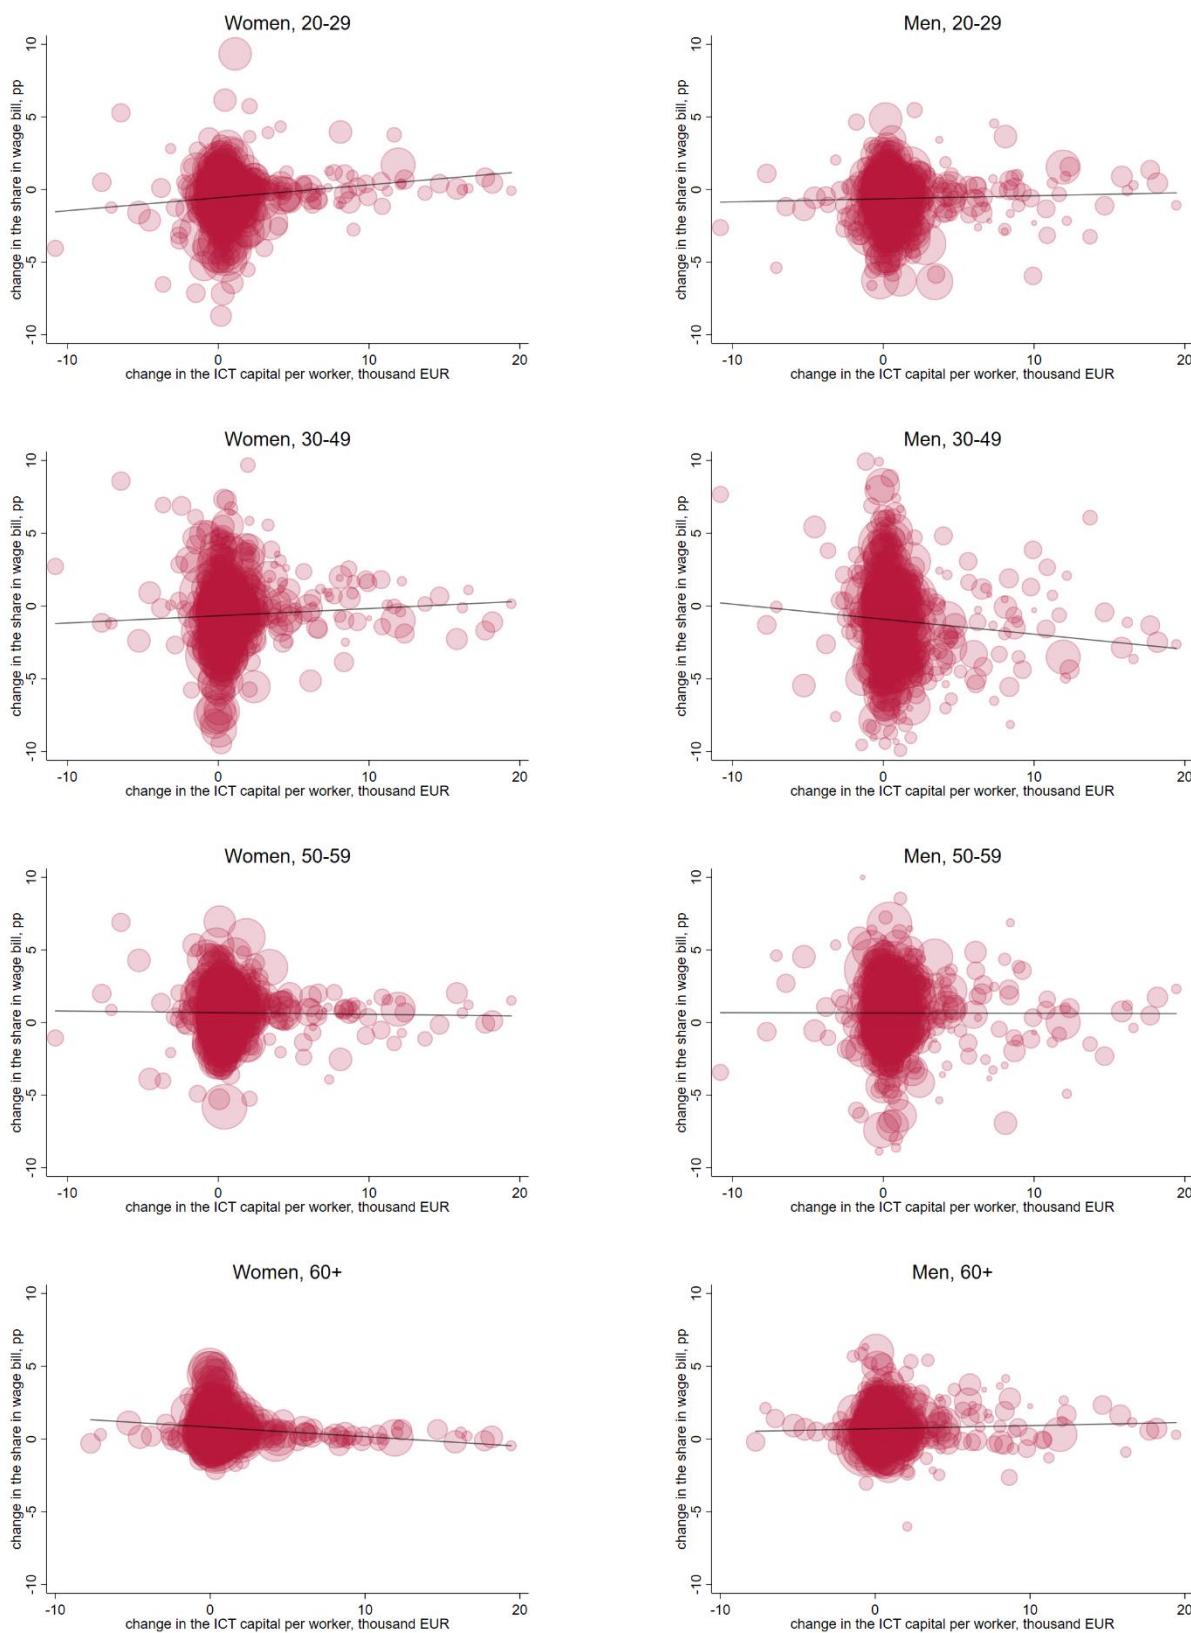 Women, 20-29
change in the share in wage bill, pp
10
5
0
-5
-10
-10 0 10 20
change in the ICT capital per worker, thousand EUR
Men, 20-29
change in the share in wage bill, pp
10
5
0
-5
-10
-10 0 10 20
change in the ICT capital per worker, thousand EUR
Women, 30-49
change in the share in wage bill, pp
10
5
0
-5
-10
-10 0 10 20
change in the ICT capital per worker, thousand EUR
Men, 30-49
change in the share in wage bill, pp
10
5
0
-5
-10
-10 0 10 20
change in the ICT capital per worker, thousand EUR
Women, 50-59
change in the share in wage bill, pp
10
5
0
-5
-10
-10 0 10 20
change in the ICT capital per worker, thousand EUR
Men, 50-59
change in the share in wage bill, pp
10
5
0
-5
-10
-10 0 10 20
change in the ICT capital per worker, thousand EUR
Women, 60+
change in the share in wage bill, pp
10
5
0
-5
-10
-10 0 10 20
change in the ICT capital per worker, thousand EUR
Men, 60+
change in the share in wage bill, pp
10
5
0
-5
-10
-10 0 10 20
change in the ICT capital per worker, thousand EUR